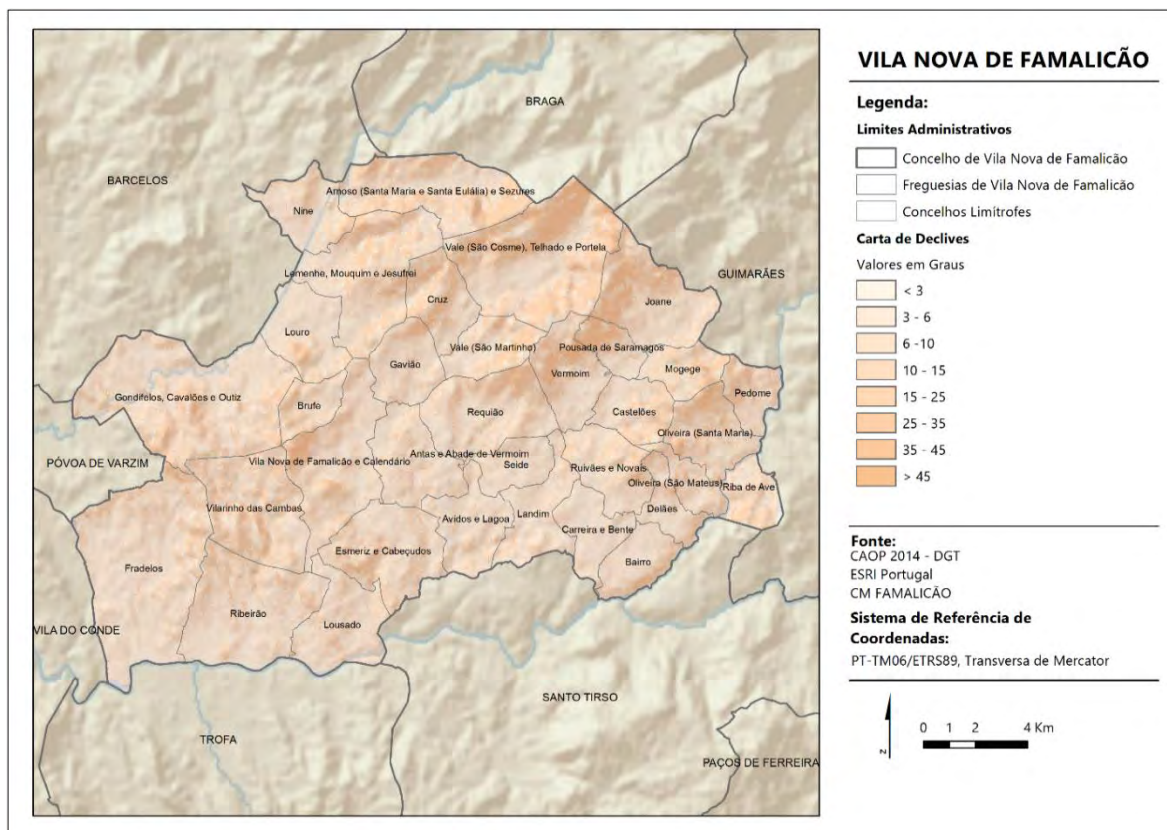 VILA NOVA DE FAMALICÃO
Legenda:
Limites Administrativos
Concelho de Vila Nova de Famalicão
Freguesias de Vila Nova de Famalicão
Concelhos Limítrofes
Carta de Declives
Valores em Graus
< 3
3 - 6
6 -10
10 - 15
15 - 25
25 - 35
35 - 45
> 45
Fonte:
CAOP 2014 - DGT
ESRI Portugal
CM FAMALICÃO
Sistema de Referência de
Coordenadas:
PT-TM06/ETRS89, Transversa de Mercator
z
0 1 2 4 Km
BRAGA
BARCELOS
Arnoso (Santa Maria e Santa Eulália) e Sezures
Nine
Vale (São Cosme), Telhado e Portela
GUIMARÃES
Lemenhe, Mouquim e Jesufrei
Cruz
Joane
Louro
Vale (São Martinho)
Pousada de Saramagos
Gavião
Mogege
Vermoim
Pedome
Gondifelos, Cavalões e Outiz
Brufe
Requião
Castelões
Oliveira (Santa Maria)
PÓVOA DE VARZIM
Vila Nova de Famalicão e Calendário
Antas e Abade de Vermoim
Seide
Ruivães e Novais
Oliveira (São Mateus)
Riba de Ave
Vilarinho das Cambas
Delães
Avidos e Lagoa
Landim
Carreira e Bente
Esmeriz e Cabeçudos
Bairro
Fradelos
Ribeirão
Lousado
VILA DO CONDE
SANTO TIRSO
TROFA
PAÇOS DE FERREIRA